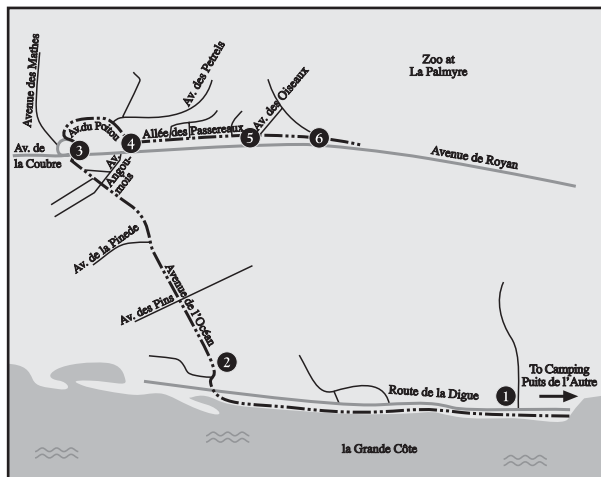 Zoo at
La Palmyre
Avenue des Mathes
Av. des Petrels
Av. des Oiseaux
Av.du Poitou
Allée des Passereaux
4
5
6
3
Av. de
la Coubre
Av.
Angou-
mois
Avenue de Royan
Av. de la Pinede
Avenue de l'Océan
Av. des Pins
2
To Camping
Puits de l'Autre
Route de la Digue
1
la Grande Côte